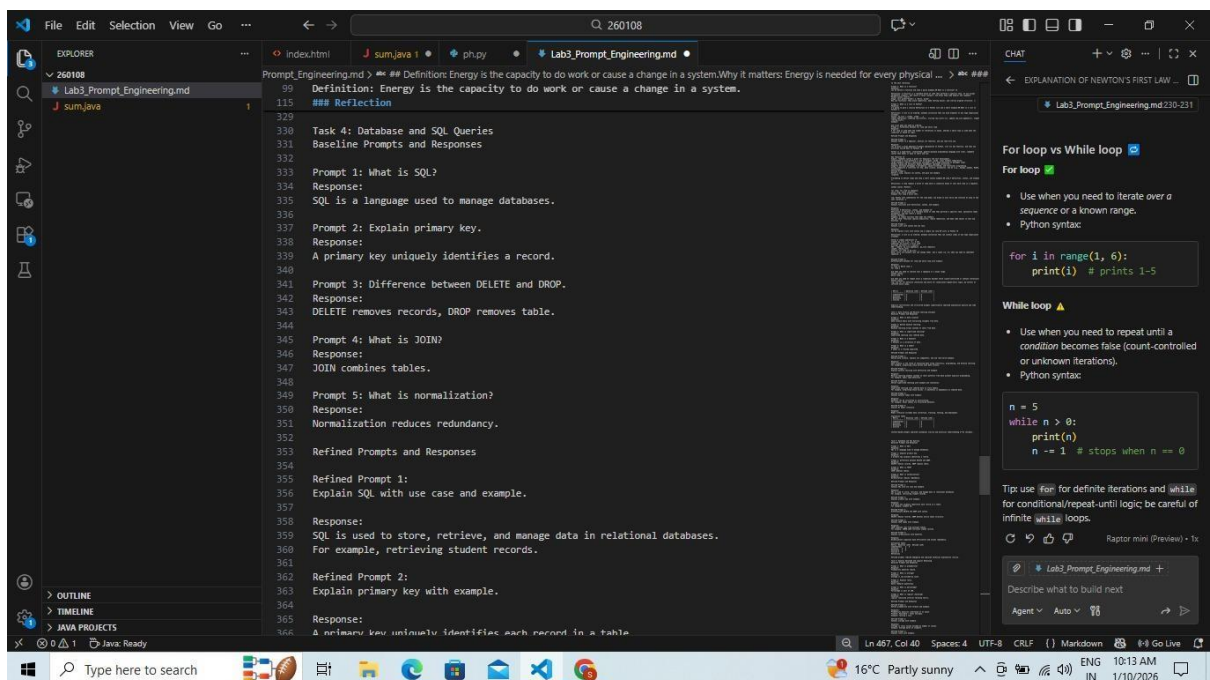 File Edit Selection View Go ···
260108
EXPLORER ···
260108
Lab3_Prompt_Engineering.md
sum.java 1
OUTLINE
TIMELINE
JAVA PROJECTS
index.html
sum.java 1
ph.py
Lab3_Prompt_Engineering.md
Prompt_Engineering.md > ## Definition: Energy is the capacity to do work or cause a change in a system.Why it matters: Energy is needed for every physical ... > ###
99 Definition: Energy is the capacity to do work or cause a change in a system.
115 ### Reflection
329
330 Task 4: Database and SQL Queries
331 Baseline Prompts and Responses
332
333 Prompt 1: What is SQL?
334 Response:
335 SQL is a language used to manage databases.
336
337 Prompt 2: Explain primary key.
338 Response:
339 A primary key uniquely identifies a record.
340
341 Prompt 3: Difference between DELETE and DROP.
342 Response:
343 DELETE removes records, DROP removes table.
344
345 Prompt 4: What is JOIN?
346 Response:
347 JOIN combines tables.
348
349 Prompt 5: What is normalization?
350 Response:
351 Normalization reduces redundancy.
352
353 Refined Prompts and Responses
354
355 Refined Prompt 1:
356 Explain SQL with use case and example.
357
358 Response:
359 SQL is used to store, retrieve, and manage data in relational databases.
360 For example, retrieving student records.
361
362 Refined Prompt 2:
363 Explain primary key with example.
364
365 Response:
366 A primary key uniquely identifies each record in a table
CHAT
EXPLANATION OF NEWTON'S FIRST LAW ...
Lab3_Prompt_Engineering.md:230-231
For loop vs While loop
For loop
• Use when you need to iterate over a
sequence or a known range.
• Python syntax:
for i in range(1, 6):
print(i) # prints 1-5
While loop
• Use when you need to repeat until a
condition becomes false (count-controlled
or unknown iterations).
• Python syntax:
n = 5
while n > 0:
print(n)
n -= 1 # stops when n == 0
Tip: use for for definite iterations and while
for conditional/repeat-until logic; be careful of
infinite while loops.
Raptor mini (Preview) • 1x
Lab3_Prompt_Engineering.md +
Describe what to build next
Agent Auto
0 1 Java: Ready
Ln 467, Col 40 Spaces: 4 UTF-8 CRLF {} Markdown Go Live
Type here to search
16°C Partly sunny
ENG 10:13 AM
IN 1/10/2026